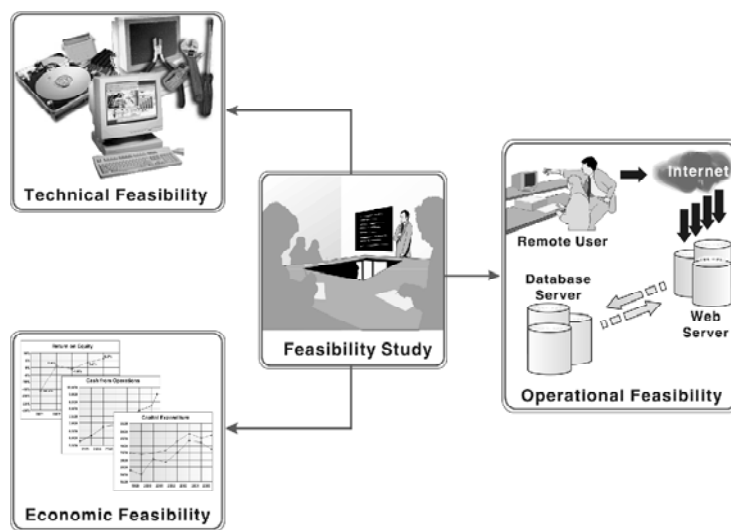 Technical Feasibility
Internet
Remote User
Database
Server
Web
Server
Operational Feasibility
Feasibility Study
Return on Equity
Cash from Operations
Capital Expenditure
Economic Feasibility